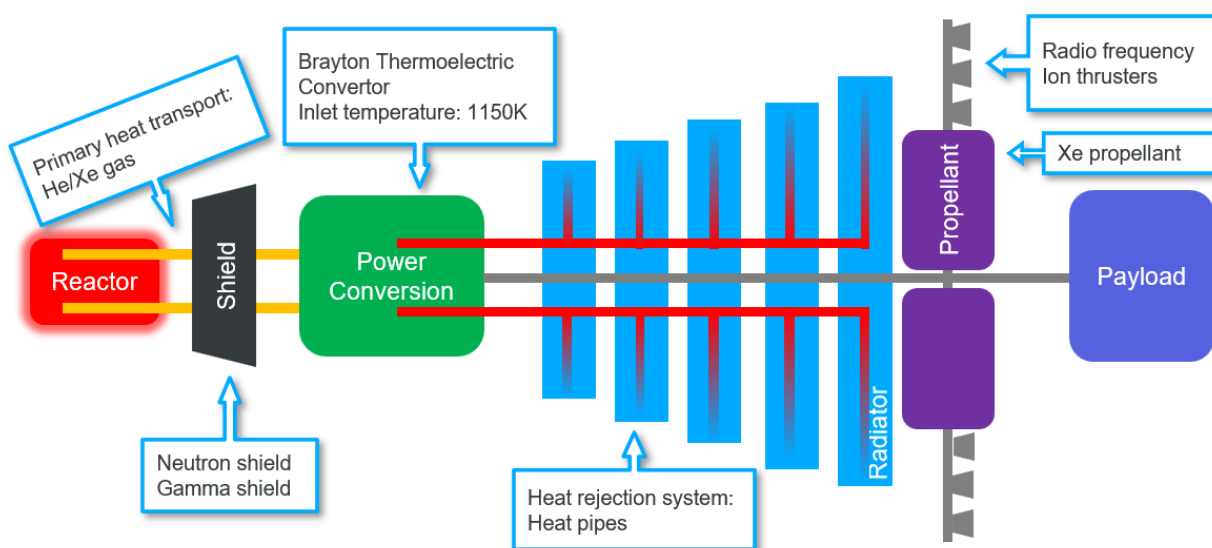 Primary heat transport:
He/Xe gas
Brayton Thermoelectric
Convertor
Inlet temperature: 1150K
Radio frequency
Ion thrusters
Xe propellant
Reactor
Shield
Power
Conversion
Radiator
Propellant
Payload
Neutron shield
Gamma shield
Heat rejection system:
Heat pipes